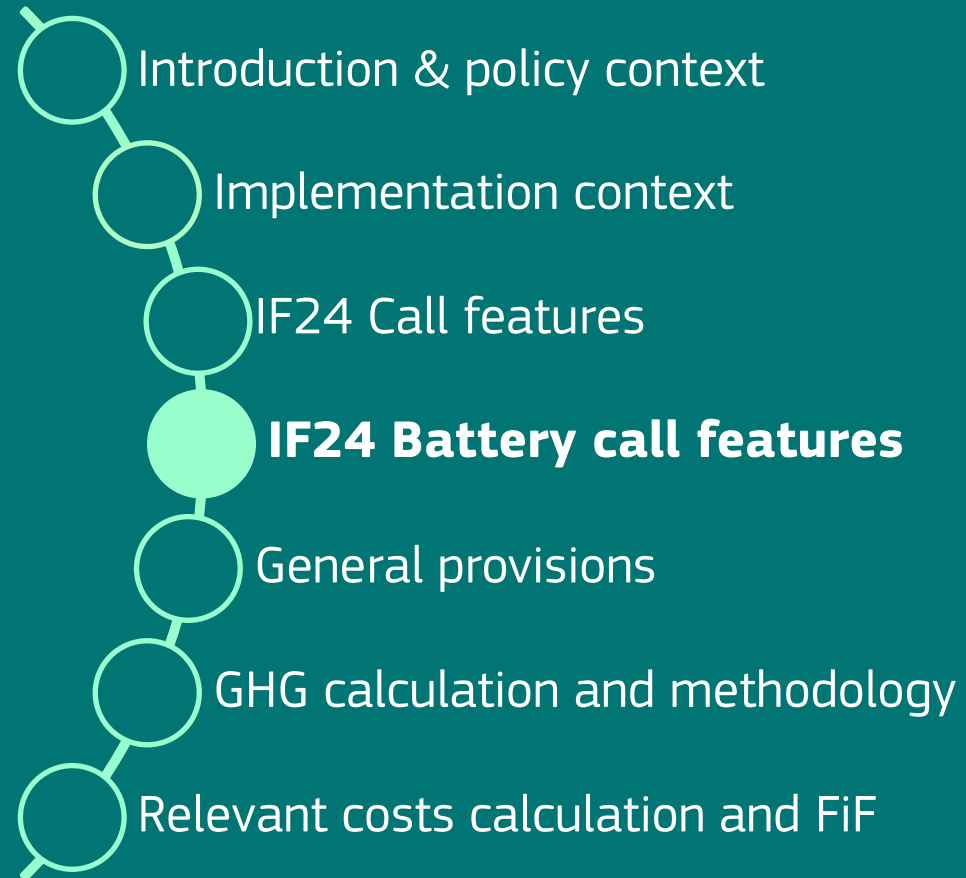 Introduction & policy context
Implementation context
IF24 Call features
IF24 Battery call features
General provisions
GHG calculation and methodology
Relevant costs calculation and FiF